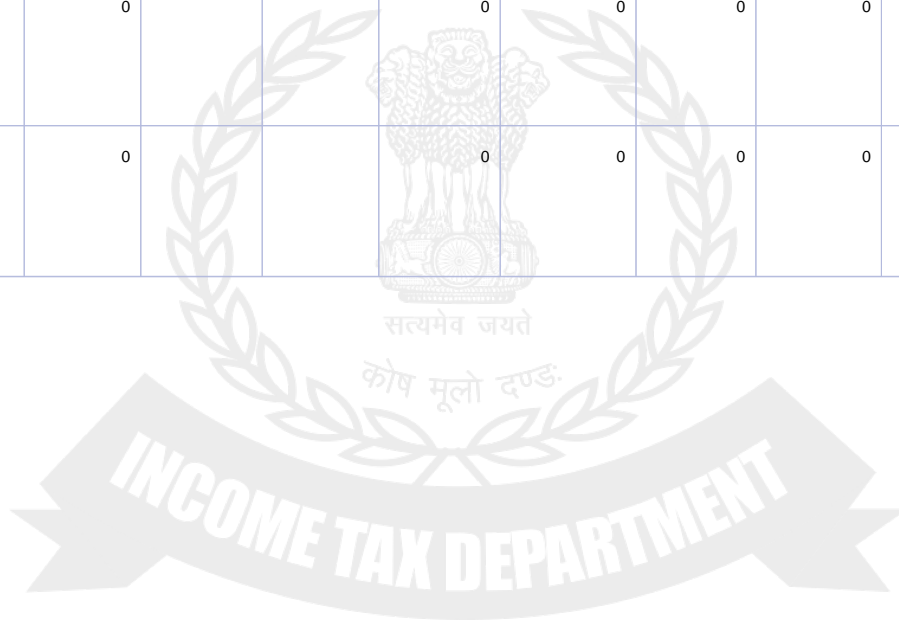 0 0 0 0 0
0 0 0 0 0
सत्यमेव जयते
कोष मूलो दण्डः
INCOME TAX DEPARTMENT